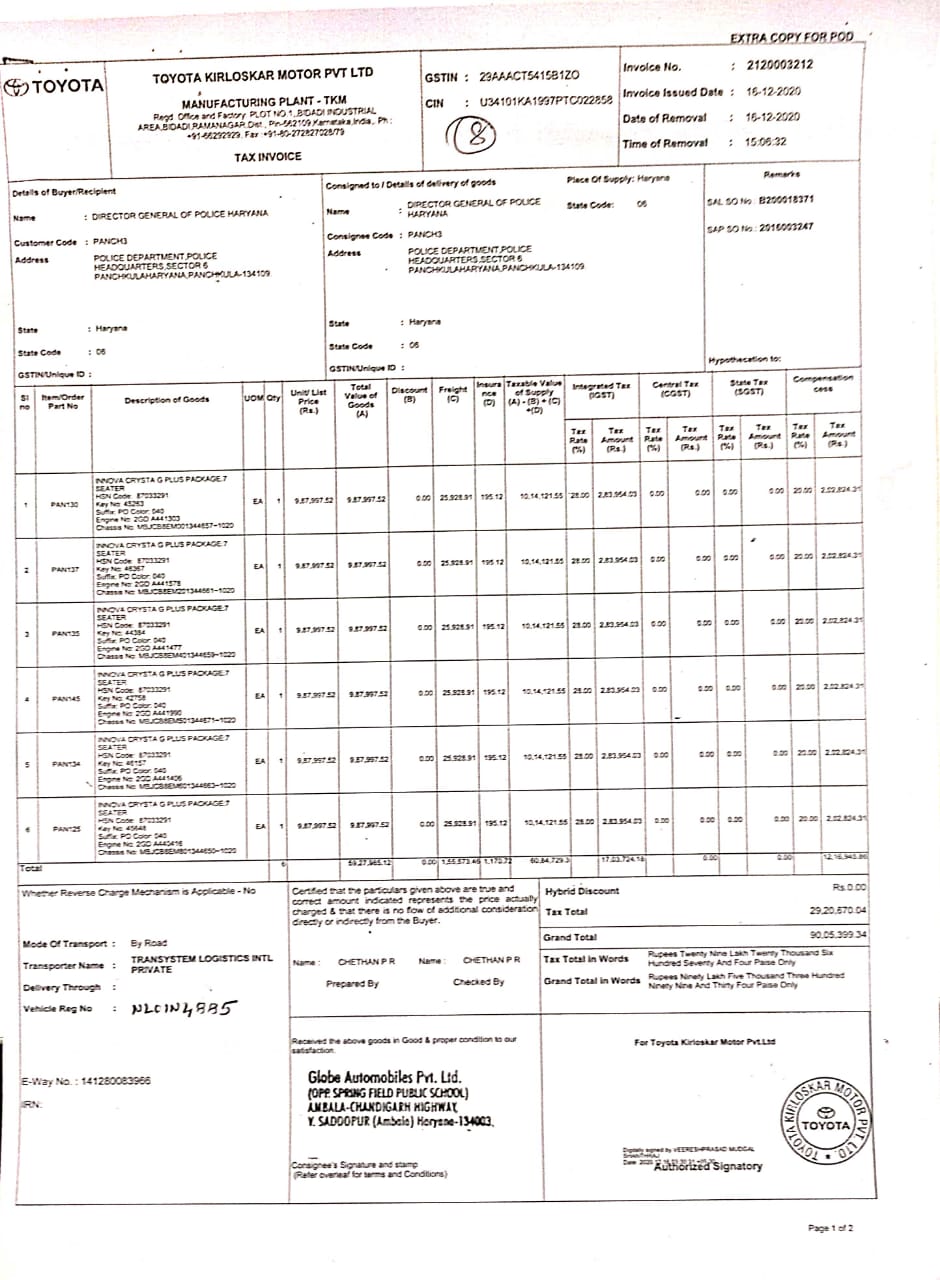 EXTRA COPY FOR POD
TOYOTA
TOYOTA KIRLOSKAR MOTOR PVT LTD
MANUFACTURING PLANT - TKM
Regd. Office and Factory: PLOT NO.1, BIDADI INDUSTRIAL
AREA, BIDADI, RAMANAGAR Dist., Pin-562109, Karnataka, India., Ph :
+91-66292929, Fax :+91-80-272827028/79
TAX INVOICE
GSTIN : 29AAACT5415B1ZO
CIN : U34101KA1997PTC022858
8
Invoice No. : 2120003212
Invoice Issued Date : 16-12-2020
Date of Removal : 16-12-2020
Time of Removal : 15:06:32
Details of Buyer/Recipient
Name : DIRECTOR GENERAL OF POLICE HARYANA
Customer Code : PANCH3
Address POLICE DEPARTMENT,POLICE
HEADQUARTERS,SECTOR 6
PANCHKULAHARYANA,PANCHKULA-134109
State : Haryana
State Code : 06
GSTIN/Unique ID :
Consigned to / Details of delivery of goods
Place Of Supply: Haryana
Name : DIRECTOR GENERAL OF POLICE
HARYANA
State Code: 06
Consignee Code : PANCH3
Address POLICE DEPARTMENT,POLICE
HEADQUARTERS,SECTOR 6
PANCHKULAHARYANA,PANCHKULA-134109
State : Haryana
State Code : 06
GSTIN/Unique ID :
Remarks
SAL SO No : B200018371
SAP SO No : 2016003247
Hypothecation to:
Sl no Item/Order Part No Description of Goods UOM Qty Unit/ List Price (Rs.) Total Value of Goods (A) Discount (B) Freight (C) Insura nce (D) Taxable Value of Supply (A) - (B) + (C) +(D) Integrated Tax (IGST) Central Tax (CGST) State Tax (SGST) Compensation cess
Tax Rate (%) Tax Amount (Rs.) Tax Rate (%) Tax Amount (Rs.) Tax Rate (%) Tax Amount (Rs.) Tax Rate (%) Tax Amount (Rs.)
INNOVA CRYSTA G PLUS PACKAGE.7
SEATER
HSN Code: 87033291
Key No: 45263
Suffix: PO Color: 040
1 PAN130 EA 1 9,87,997.52 9,87,997.52 0.00 25,928.91 195.12 10,14,121.55 28.00 2,83,954.03 0.00 0.00 0.00 0.00 20.00 2,02,824.31
Engine No: 2GD A441303
Chassis No: MBJCB8EM001344657-1020
INNOVA CRYSTA G PLUS PACKAGE.7
SEATER
HSN Code: 87033291
Key No: 46367
Suffix: PO Color: 040
2 PAN137 EA 1 9,87,997.52 9,87,997.52 0.00 25,928.91 195.12 10,14,121.55 28.00 2,83,954.03 0.00 0.00 0.00 0.00 20.00 2,02,824.31
Engine No: 2GD A441578
Chassis No: MBJCB8EM201344661-1020
INNOVA CRYSTA G PLUS PACKAGE.7
SEATER
HSN Code: 87033291
Key No: 44384
Suffix: PO Color: 040
3 PAN135 EA 1 9,87,997.52 9,87,997.52 0.00 25,928.91 195.12 10,14,121.55 28.00 2,83,954.03 0.00 0.00 0.00 0.00 20.00 2,02,824.31
Engine No: 2GD A441477
Chassis No: MBJCB8EM401344659-1020
INNOVA CRYSTA G PLUS PACKAGE.7
SEATER
HSN Code: 87033291
Key No: 42758
Suffix: PO Color: 040
4 PAN145 EA 1 9,87,997.52 9,87,997.52 0.00 25,928.91 195.12 10,14,121.55 28.00 2,83,954.03 0.00 0.00 0.00 0.00 20.00 2,02,824.31
Engine No: 2GD A441990
Chassis No: MBJCB8EM501344671-1020
INNOVA CRYSTA G PLUS PACKAGE.7
SEATER
HSN Code: 87033291
Key No: 46157
Suffix: PO Color: 040
5 PAN134 EA 1 9,87,997.52 9,87,997.52 0.00 25,928.91 195.12 10,14,121.55 28.00 2,83,954.03 0.00 0.00 0.00 0.00 20.00 2,02,824.31
Engine No: 2GD A441406
Chassis No: MBJCB8EM601344663-1020
INNOVA CRYSTA G PLUS PACKAGE.7
SEATER
HSN Code: 87033291
Key No: 45648
Suffix: PO Color: 040
6 PAN125 EA 1 9,87,997.52 9,87,997.52 0.00 25,928.91 195.12 10,14,121.55 28.00 2,83,954.03 0.00 0.00 0.00 0.00 20.00 2,02,824.31
Engine No: 2GD A440416
Chassis No: MBJCB8EM801344650-1020
Total 6 59,27,985.12 0.00 1,55,573.46 1,170.72 60,84,729.3 17,03,724.18 0.00 0.00 12,16,945.86
Whether Reverse Charge Mechanism is Applicable - No
Mode Of Transport : By Road
Transporter Name : TRANSYSTEM LOGISTICS INTL
PRIVATE
Delivery Through :
Vehicle Reg No : NL01N4885
E-Way No. : 141280083966
IRN:
Certified that the particulars given above are true and
correct amount indicated represents the price actually
charged & that there is no flow of additional consideration
directly or indirectly from the Buyer.
Name : CHETHAN P R Name : CHETHAN P R
Prepared By Checked By
Hybrid Discount Rs.0.00
Tax Total 29,20,670.04
Grand Total 90,05,399.34
Tax Total in Words Rupees Twenty Nine Lakh Twenty Thousand Six
Hundred Seventy And Four Paise Only
Grand Total in Words Rupees Ninety Lakh Five Thousand Three Hundred
Ninety Nine And Thirty Four Paise Only
Received the above goods in Good & proper condition to our
satisfaction.
Globe Automobiles Pvt. Ltd.
(OPP. SPRING FIELD PUBLIC SCHOOL)
AMBALA-CHANDIGARH HIGHWAY,
V. SADDOPUR (Ambala) Haryana-134003.
Consignee's Signature and stamp
(Refer overleaf for terms and Conditions)
For Toyota Kirloskar Motor Pvt.Ltd
TOYOTA KIRLOSKAR MOTOR PVT. LTD.
TOYOTA
Digitally signed by VEERESHPRASAD MUDGAL
Authorized Signatory
Page 1 of 2